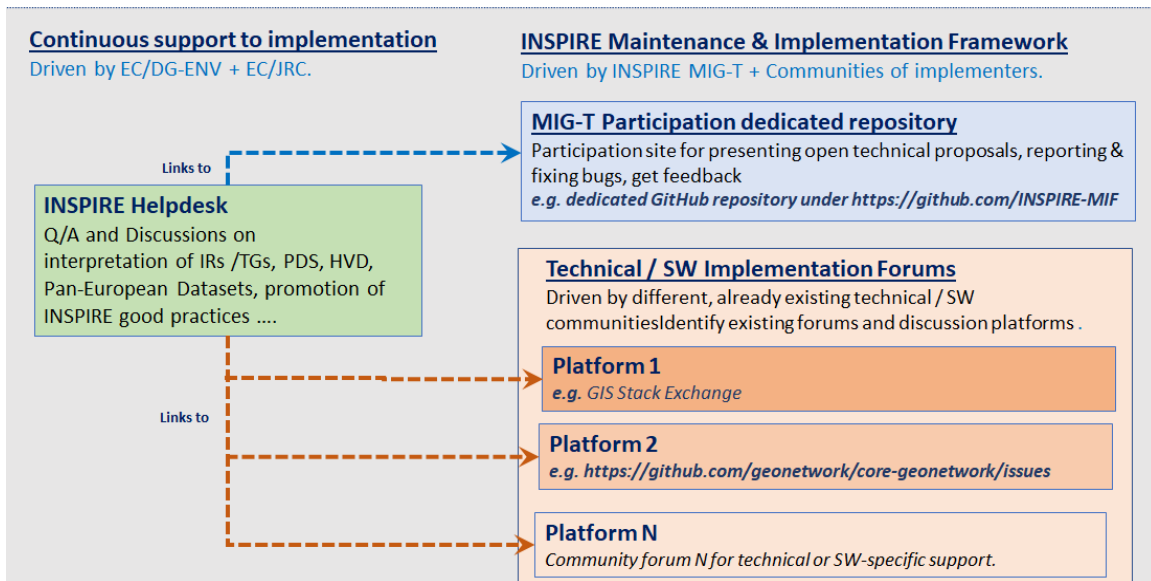 Continuous support to implementation
Driven by EC/DG-ENV + EC/JRC.
INSPIRE Maintenance & Implementation Framework
Driven by INSPIRE MIG-T + Communities of implementers.
MIG-T Participation dedicated repository
Participation site for presenting open technical proposals, reporting &
fixing bugs, get feedback
e.g. dedicated GitHub repository under https://github.com/INSPIRE-MIF
Links to
INSPIRE Helpdesk
Q/A and Discussions on
interpretation of IRs /TGs, PDS, HVD,
Pan-European Datasets, promotion of
INSPIRE good practices ....
Technical / SW Implementation Forums
Driven by different, already existing technical / SW
communitiesIdentify existing forums and discussion platforms .
Platform 1
e.g. GIS Stack Exchange
Links to
Platform 2
e.g. https://github.com/geonetwork/core-geonetwork/issues
Platform N
Community forum N for technical or SW-specific support.